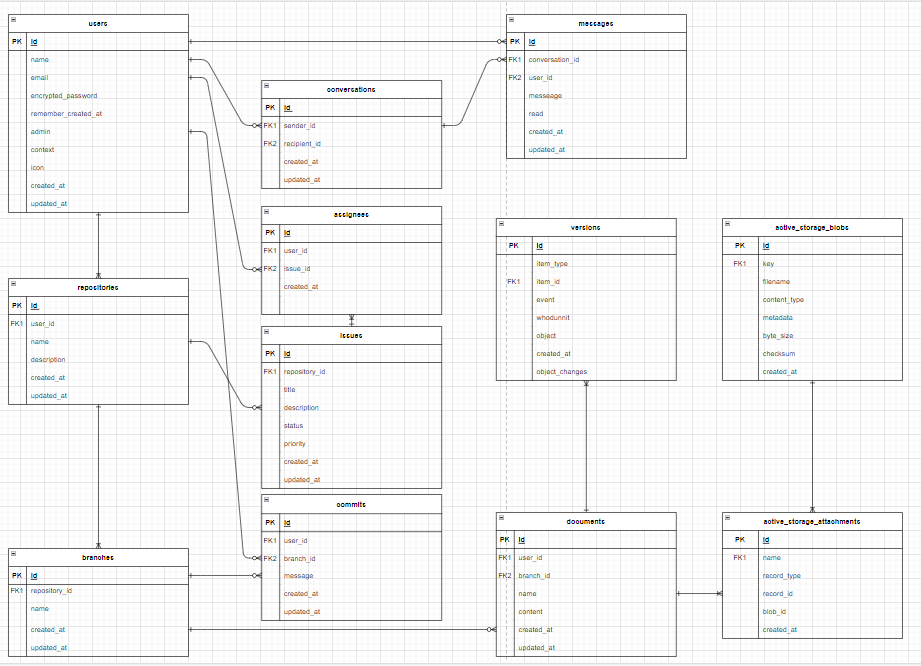 users
PK id
name
email
encrypted_password
remember_created_at
admin
context
icon
created_at
updated_at
messages
PK id
FK1 conversation_id
FK2 user_id
messeage
read
created_at
updated_at
conversations
PK id
FK1 sender_id
FK2 recipient_id
created_at
updated_at
assignees
PK id
FK1 user_id
FK2 issue_id
created_at
versions
PK id
item_type
FK1 item_id
event
whodunnit
object
created_at
object_changes
active_storage_blobs
PK id
FK1 key
filename
content_type
metadata
byte_size
checksum
created_at
repositories
PK id
FK1 user_id
name
description
created_at
updated_at
issues
PK id
FK1 repository_id
title
description
status
priority
created_at
updated_at
commits
PK id
FK1 user_id
FK2 branch_id
message
created_at
updated_at
documents
PK id
FK1 user_id
FK2 branch_id
name
content
created_at
updated_at
active_storage_attachments
PK id
FK1 name
record_type
record_id
blob_id
created_at
branches
PK id
FK1 repository_id
name
created_at
updated_at